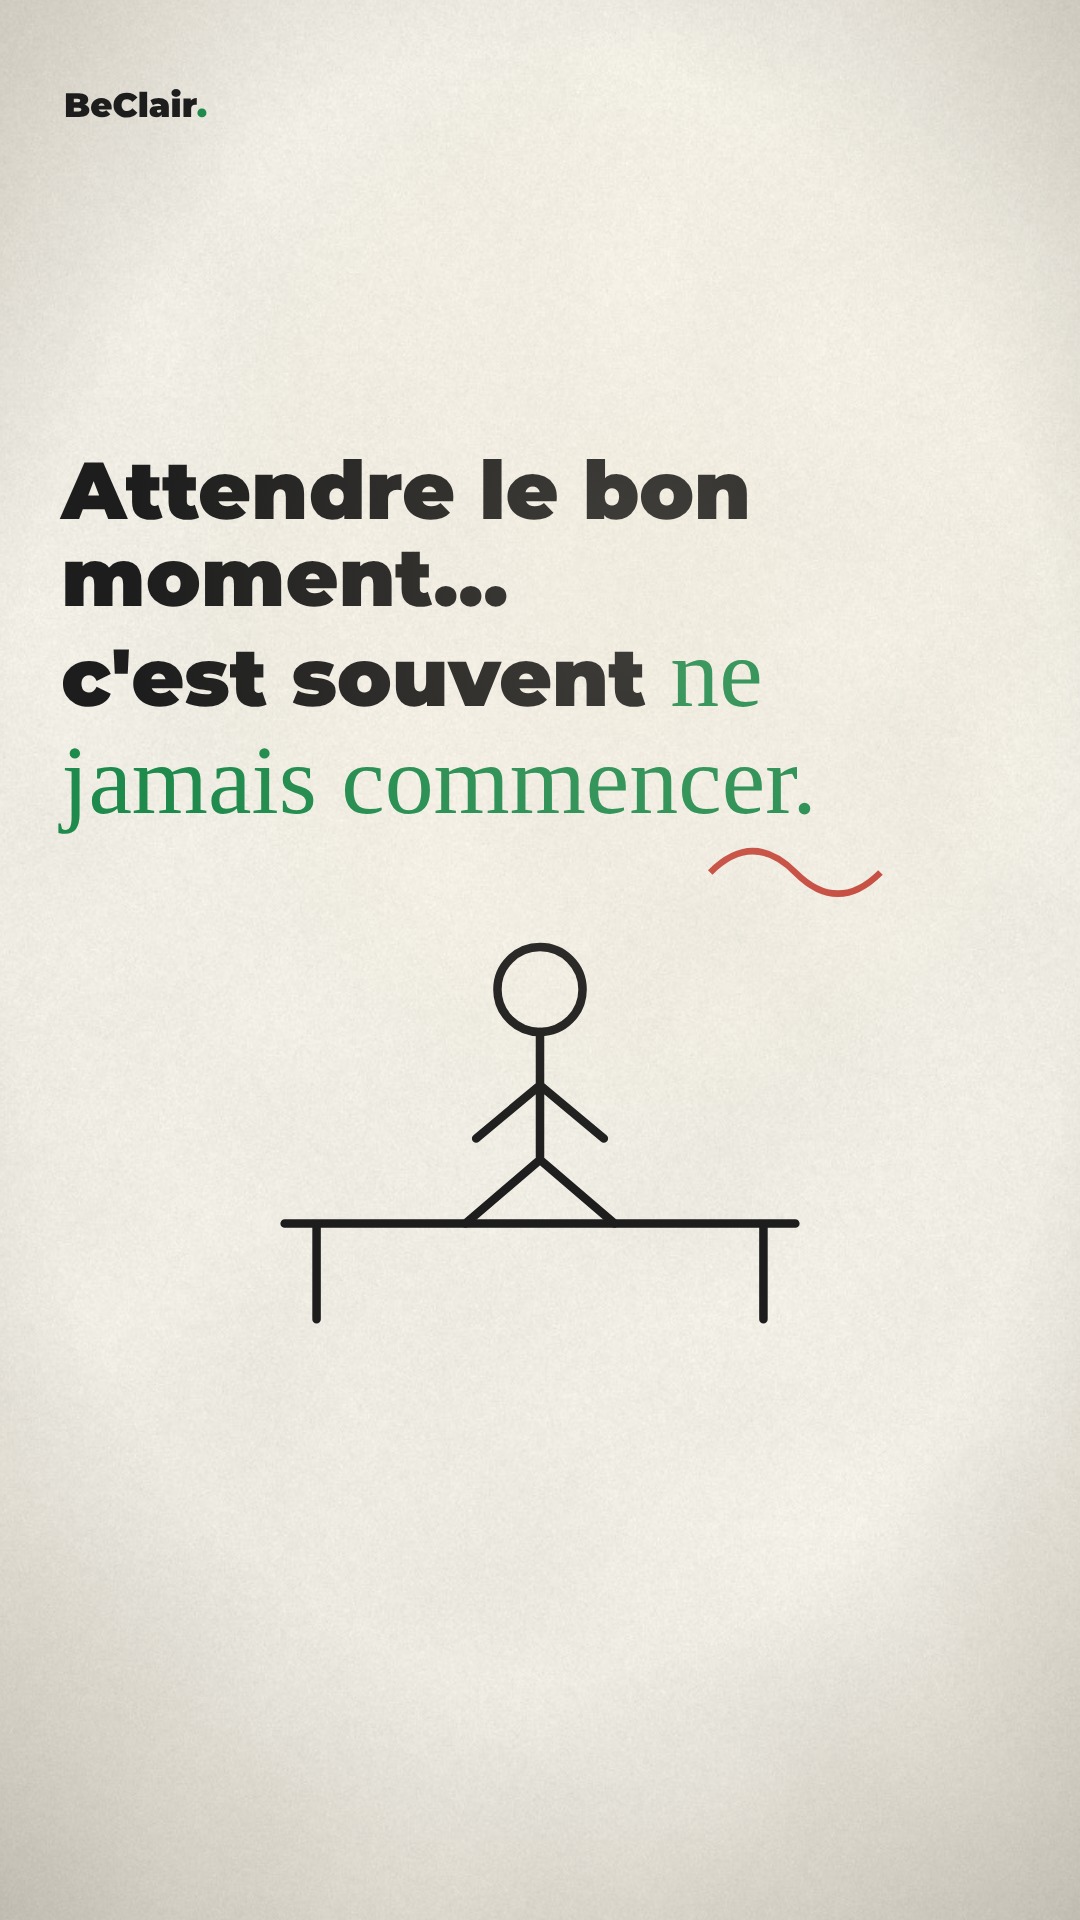 BeClair.
Attendre le bon
moment...
c'est souvent ne
jamais commencer.